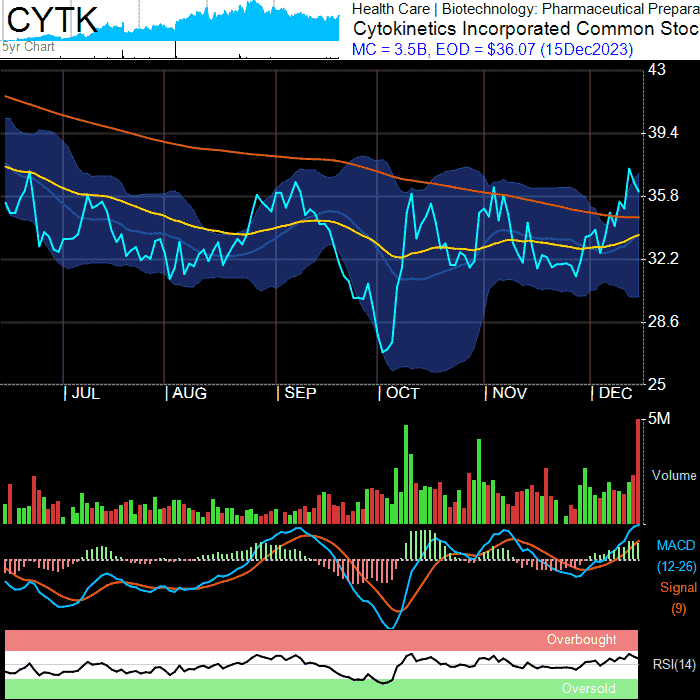 CYTK
5yr Chart
Health Care | Biotechnology: Pharmaceutical Prepara
Cytokinetics Incorporated Common Stoc
MC = 3.5B, EOD = $36.07 (15Dec2023)
43
39.4
35.8
32.2
28.6
25
| JUL | AUG | SEP | OCT | NOV | DEC
5M
Volume
MACD
(12-26)
Signal
(9)
Overbought
RSI(14)
Oversold